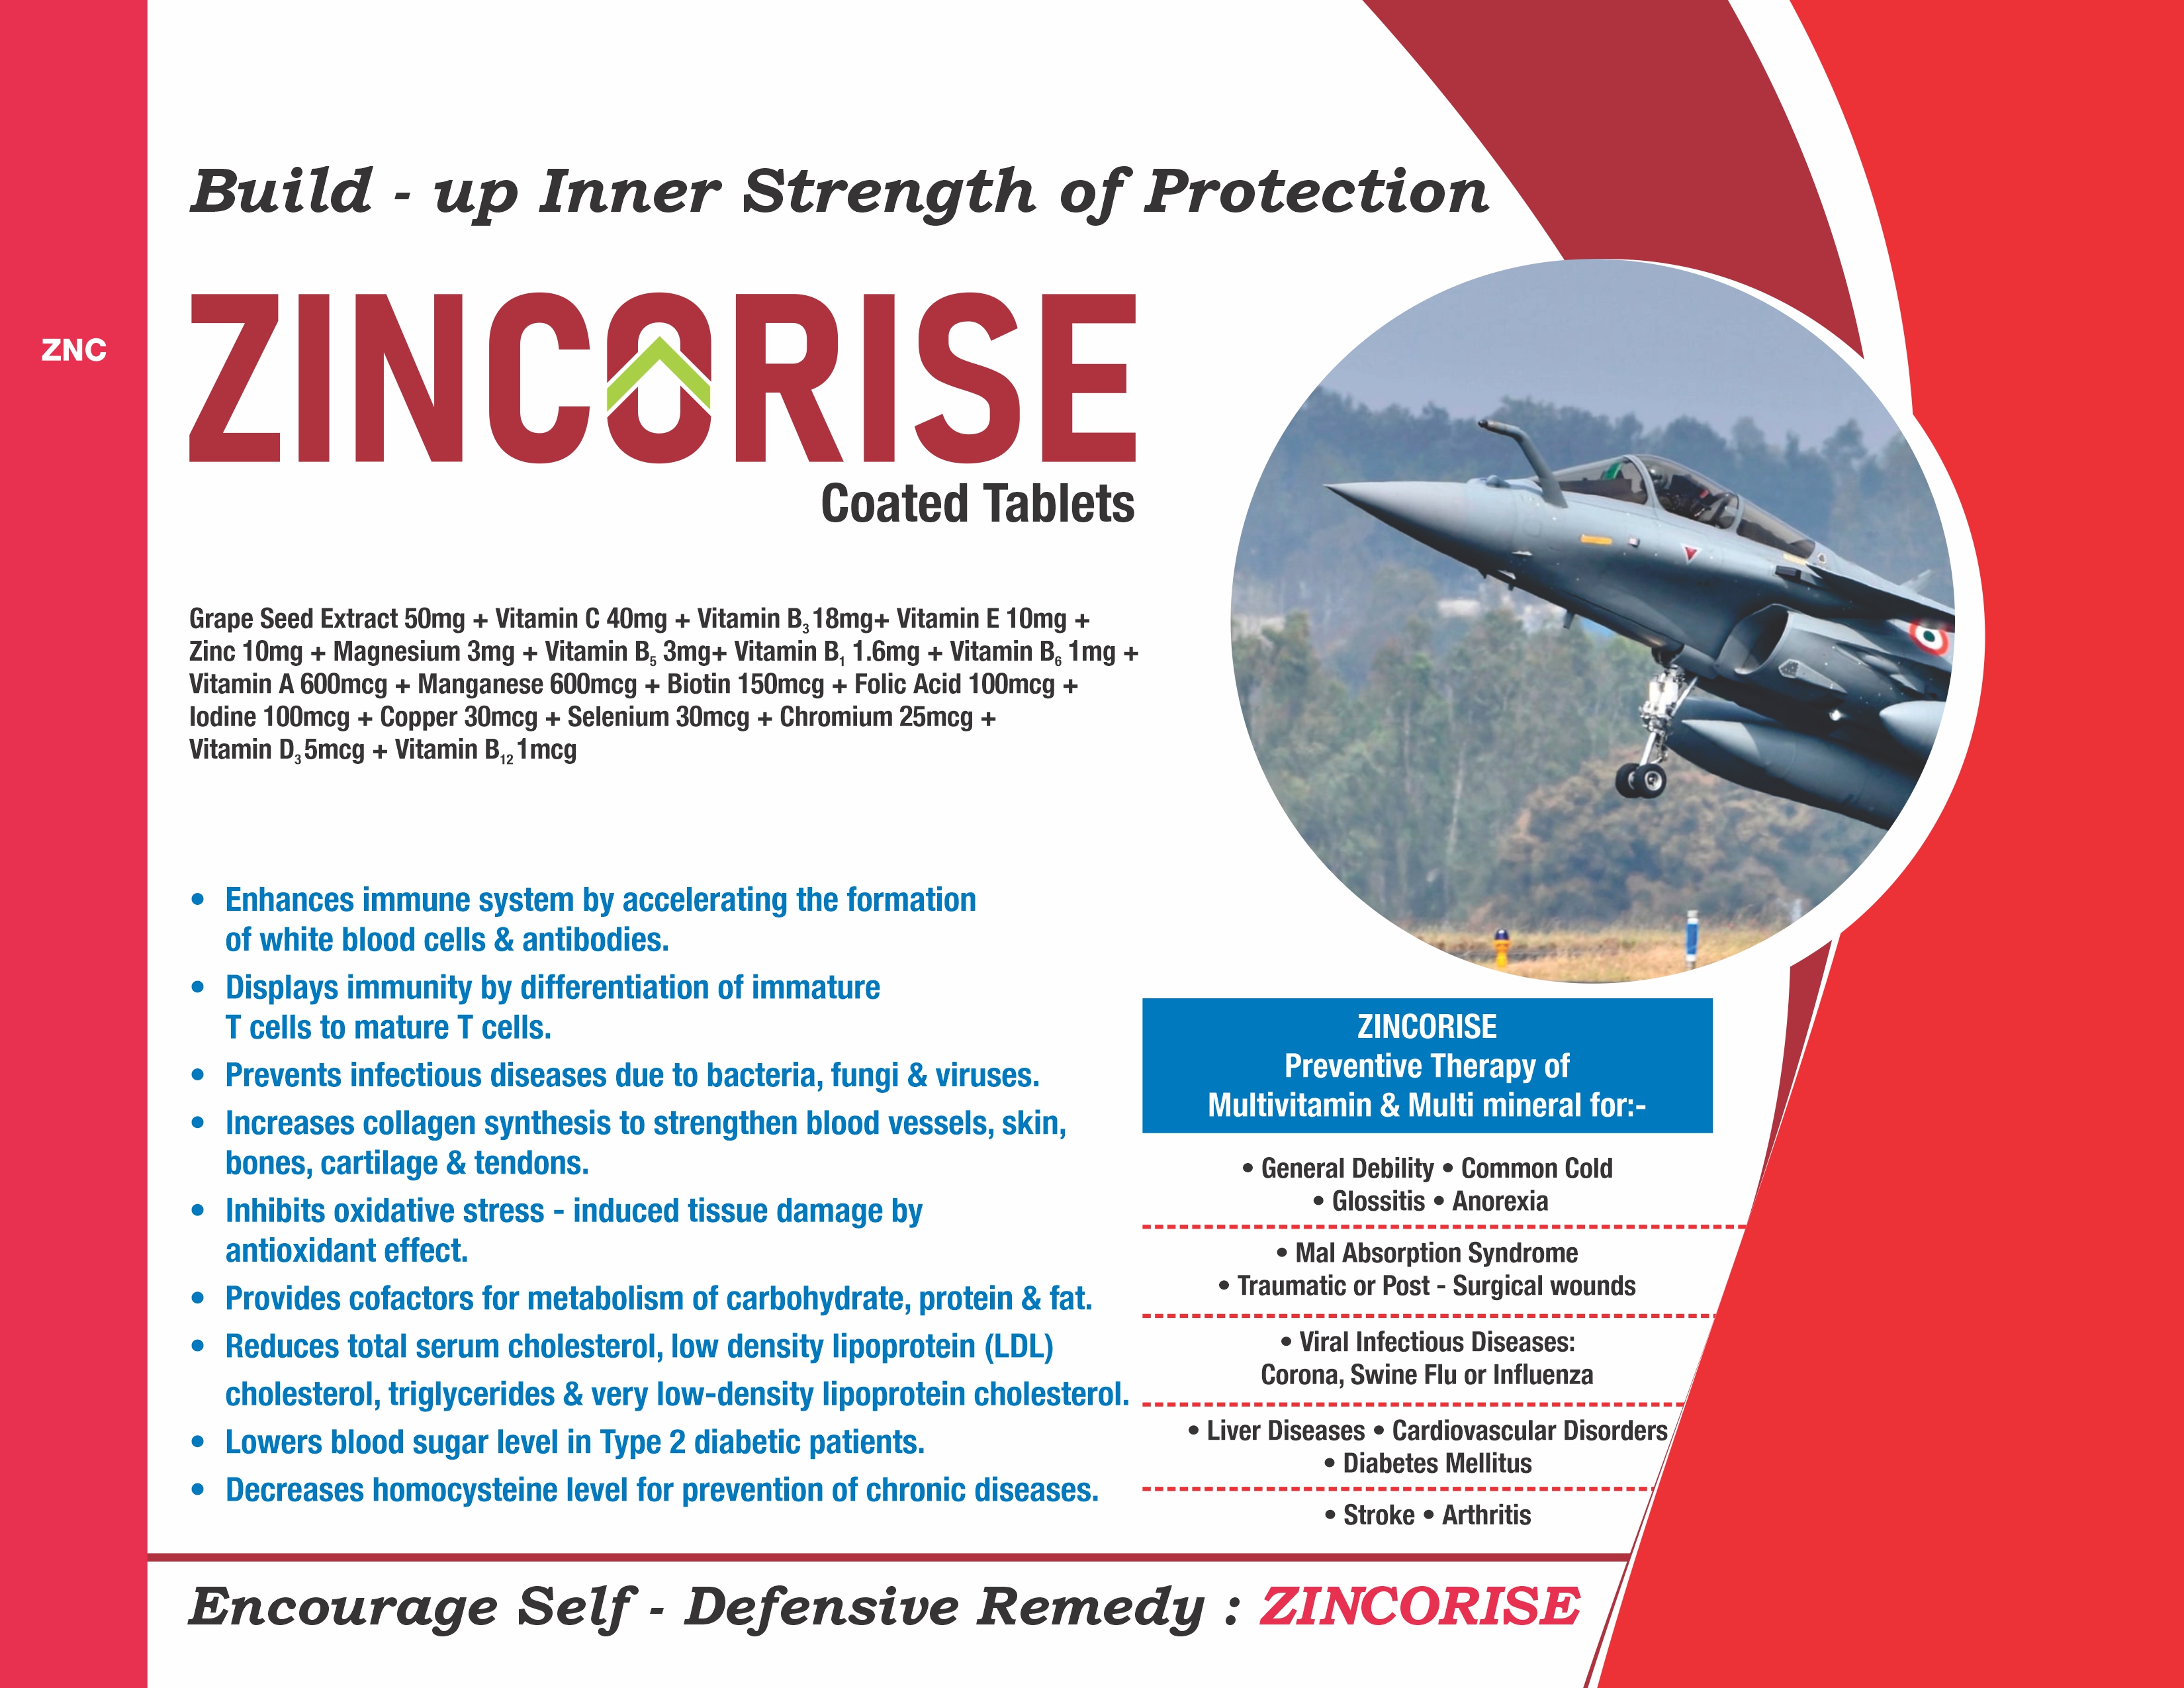 Build - up Inner Strength of Protection
ZNC
ZINCORISE
Coated Tablets
Grape Seed Extract 50mg + Vitamin C 40mg + Vitamin B3 18mg+ Vitamin E 10mg +
Zinc 10mg + Magnesium 3mg + Vitamin B5 3mg+ Vitamin B1 1.6mg + Vitamin B6 1mg +
Vitamin A 600mcg + Manganese 600mcg + Biotin 150mcg + Folic Acid 100mcg +
Iodine 100mcg + Copper 30mcg + Selenium 30mcg + Chromium 25mcg +
Vitamin D3 5mcg + Vitamin B12 1mcg
• Enhances immune system by accelerating the formation
of white blood cells & antibodies.
• Displays immunity by differentiation of immature
T cells to mature T cells.
• Prevents infectious diseases due to bacteria, fungi & viruses.
• Increases collagen synthesis to strengthen blood vessels, skin,
bones, cartilage & tendons.
• Inhibits oxidative stress - induced tissue damage by
antioxidant effect.
• Provides cofactors for metabolism of carbohydrate, protein & fat.
• Reduces total serum cholesterol, low density lipoprotein (LDL)
cholesterol, triglycerides & very low-density lipoprotein cholesterol.
• Lowers blood sugar level in Type 2 diabetic patients.
• Decreases homocysteine level for prevention of chronic diseases.
ZINCORISE
Preventive Therapy of
Multivitamin & Multi mineral for:-
• General Debility • Common Cold
• Glossitis • Anorexia
• Mal Absorption Syndrome
• Traumatic or Post - Surgical wounds
• Viral Infectious Diseases:
Corona, Swine Flu or Influenza
• Liver Diseases • Cardiovascular Disorders
• Diabetes Mellitus
• Stroke • Arthritis
Encourage Self - Defensive Remedy : ZINCORISE